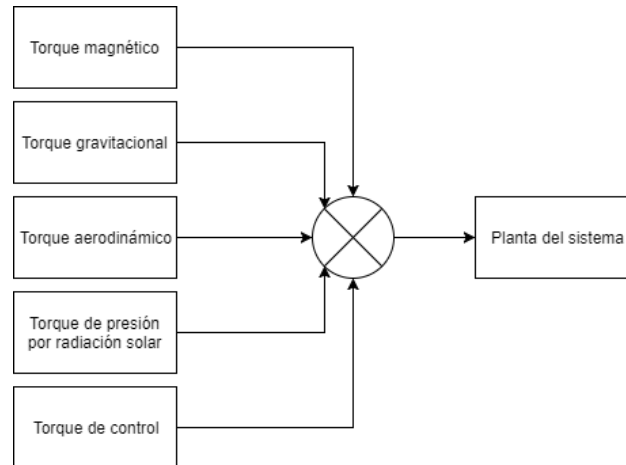 Torque magnético
Torque gravitacional
Torque aerodinámico
Planta del sistema
Torque de presión
por radiación solar
Torque de control